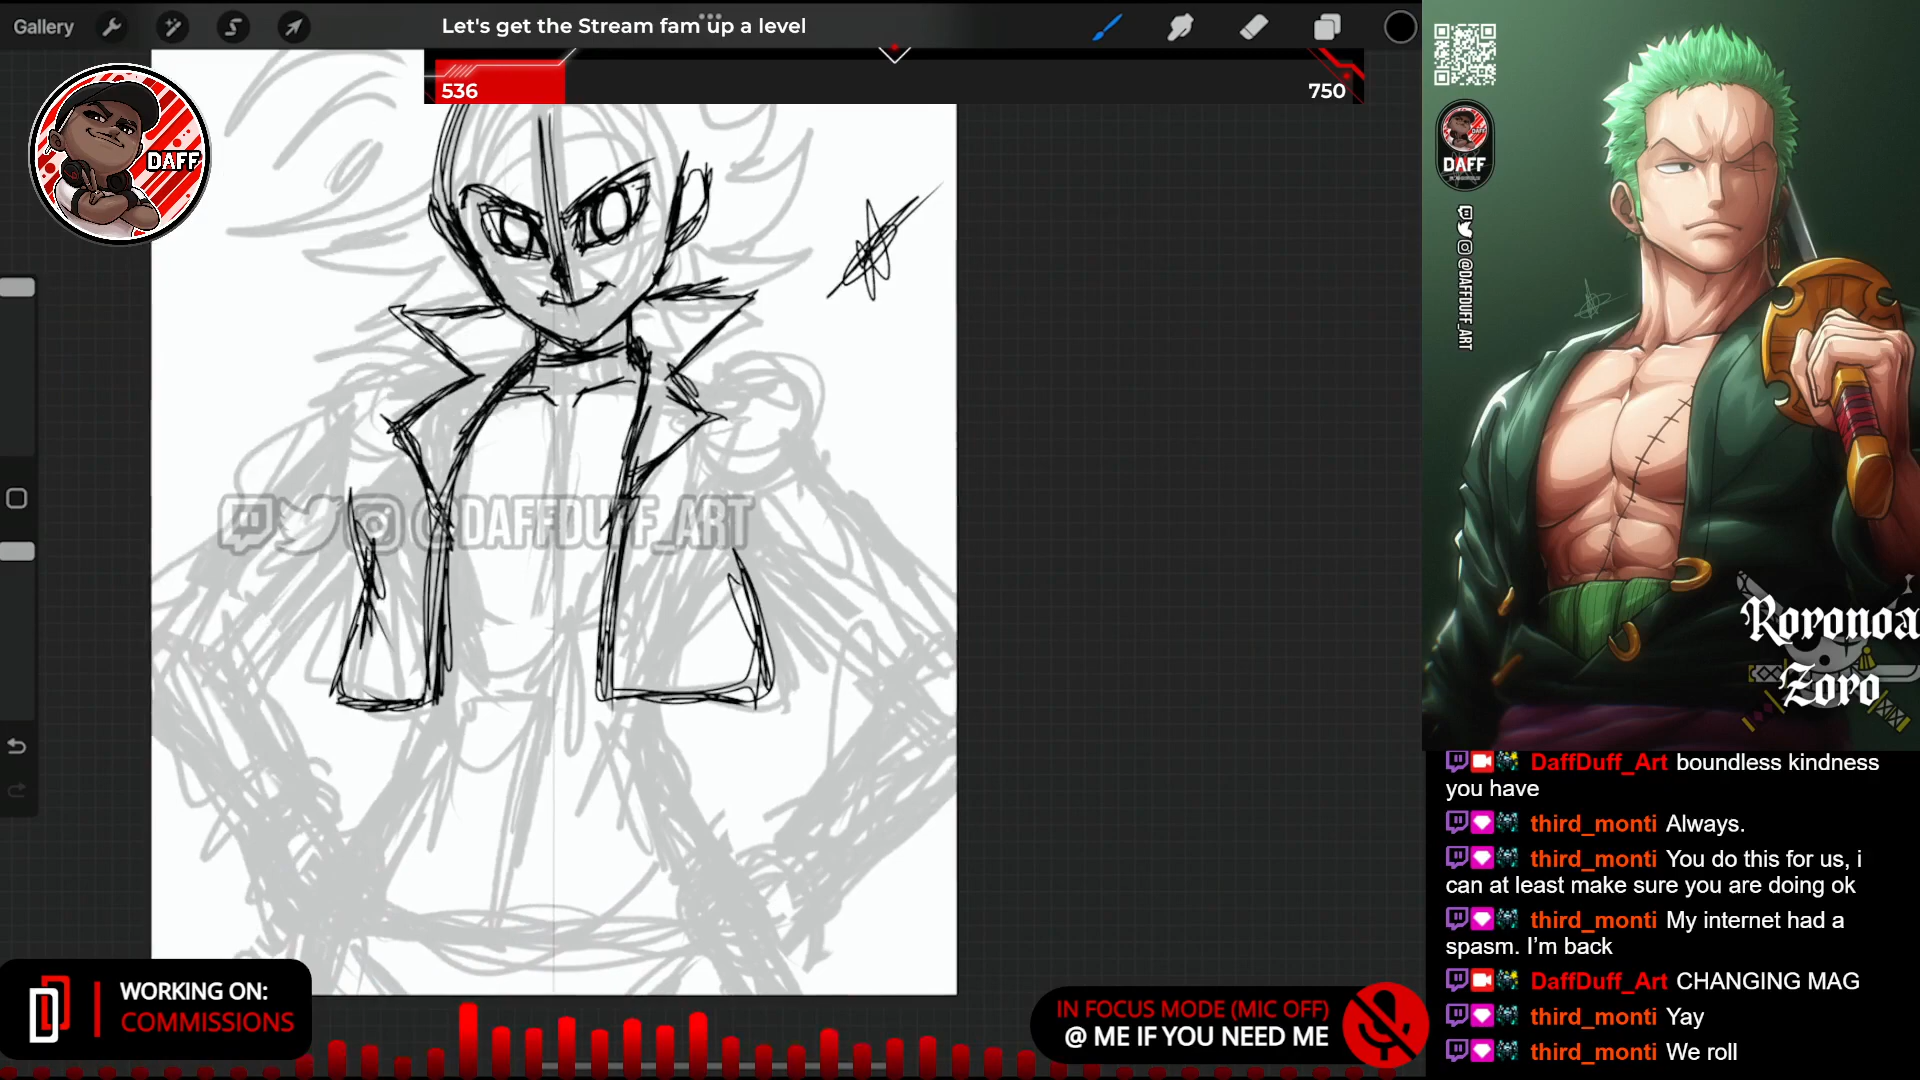 Gallery
Let's get the Stream fam up a level
536
750
DAFF
DAFF
@DAFFDUFF_ART
@DAFFDUFF_ART
Roronoa
Zoro
DaffDuff_Art boundless kindness
you have
third_monti Always.
third_monti You do this for us, i
can at least make sure you are doing ok
third_monti My internet had a
spasm. I'm back
DaffDuff_Art CHANGING MAG
third_monti Yay
third_monti We roll
WORKING ON:
COMMISSIONS
IN FOCUS MODE (MIC OFF)
@ ME IF YOU NEED ME